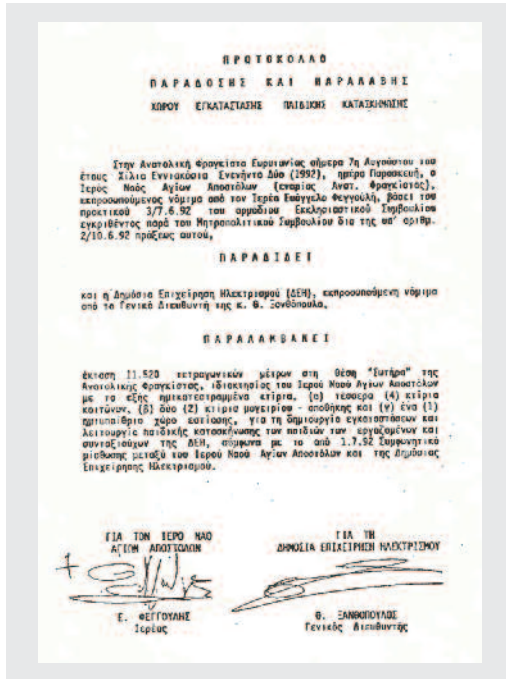 ΠΡΩΤΟΚΟΛΛΟ
ΠΑΡΑΔΟΣΗΣ ΚΑΙ ΠΑΡΑΛΑΒΗΣ
ΧΩΡΟΥ ΕΓΚΑΤΑΣΤΑΣΗΣ ΠΑΙΔΙΚΗΣ ΚΑΤΑΣΚΗΝΩΣΗΣ
Στην Ανατολική Φραγκίστα Ευρυτανίας σήμερα 7η Αυγούστου του
έτους Χίλια Εννιακόσια Ενενήντα Δύο (1992), ημέρα Παρασκευή, ο
Ιερός Ναός Αγίων Αποστόλων (ενορίας Ανατ. Φραγκίστας),
εκπροσωπούμενος νόμιμα από τον Ιερέα Ευάγγελο Φεγγούλη, βάσει του
πρακτικού 3/7.6.92 του αρμόδιου Εκκλησιαστικού Συμβουλίου
εγκριθέντος παρά του Μητροπολιτικού Συμβουλίου δια της υπ' αριθμ.
2/10.6.92 πράξεως αυτού,
ΠΑΡΑΔΙΔΕΙ
και η Δημόσια Επιχείρηση Ηλεκτρισμού (ΔΕΗ), εκπροσωπούμενη νόμιμα
από το Γενικό Διευθυντή της κ. Θ. Ξανθόπουλο,
ΠΑΡΑΛΑΜΒΑΝΕΙ
έκταση 11.520 τετραγωνικών μέτρων στη θέση "Σωτήρα" της
Ανατολικής Φραγκίστας, ιδιοκτησίας του Ιερού Ναού Αγίων Αποστόλων
με τα εξής ημικατεστραμμένα κτίρια, (α) τέσσερα (4) κτίρια
κοιτώνων, (β) δύο (2) κτίρια μαγειρίου - αποθήκης και (γ) ένα (1)
ημιυπαίθριο χώρο εστίασης, για τη δημιουργία εγκαταστάσεων και
λειτουργία παιδικής κατασκήνωσης των παιδιών των εργαζομένων και
συνταξιούχων της ΔΕΗ, σύμφωνα με το από 1.7.92 Συμφωνητικό
μίσθωσης μεταξύ του Ιερού Ναού Αγίων Αποστόλων και της Δημόσιας
Επιχείρησης Ηλεκτρισμού.
ΓΙΑ ΤΟΝ ΙΕΡΟ ΝΑΟ
ΑΓΙΩΝ ΑΠΟΣΤΟΛΩΝ
Ε. ΦΕΓΓΟΥΛΗΣ
Ιερέας
ΓΙΑ ΤΗ
ΔΗΜΟΣΙΑ ΕΠΙΧΕΙΡΗΣΗ ΗΛΕΚΤΡΙΣΜΟΥ
Θ. ΞΑΝΘΟΠΟΥΛΟΣ
Γενικός Διευθυντής